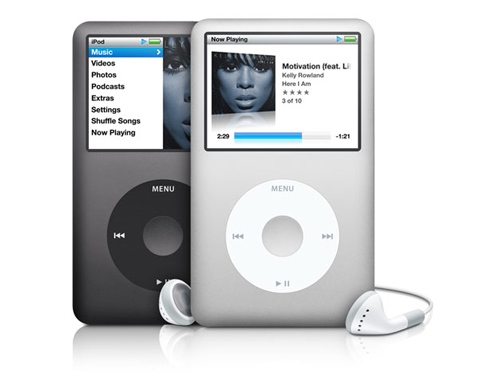 iPod
Music
Videos
Photos
Podcasts
Extras
Settings
Shuffle Songs
Now Playing
MENU
Now Playing
Motivation (feat. Li
Kelly Rowland
Here I Am
3 of 10
2:29
-1:21
MENU